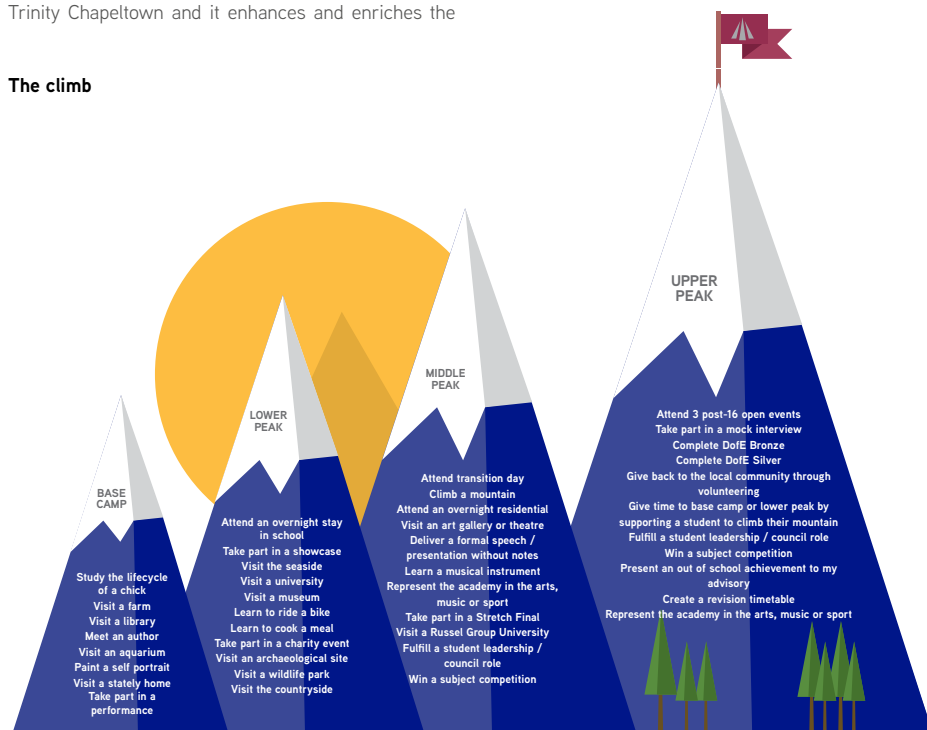 Trinity Chapeltown and it enhances and enriches the
The climb
BASE
CAMP
Study the lifecycle
of a chick
Visit a farm
Visit a library
Meet an author
Visit an aquarium
Paint a self portrait
Visit a stately home
Take part in a
performance
LOWER
PEAK
Attend an overnight stay
in school
Take part in a showcase
Visit the seaside
Visit a university
Visit a museum
Learn to ride a bike
Learn to cook a meal
Take part in a charity event
Visit an archaeological site
Visit a wildlife park
Visit the countryside
MIDDLE
PEAK
Attend transition day
Climb a mountain
Attend an overnight residential
Visit an art gallery or theatre
Deliver a formal speech /
presentation without notes
Learn a musical instrument
Represent the academy in the arts,
music or sport
Take part in a Stretch Final
Visit a Russel Group University
Fulfill a student leadership /
council role
Win a subject competition
UPPER
PEAK
Attend 3 post-16 open events
Take part in a mock interview
Complete DofE Bronze
Complete DofE Silver
Give back to the local community through
volunteering
Give time to base camp or lower peak by
supporting a student to climb their mountain
Fulfill a student leadership / council role
Win a subject competition
Present an out of school achievement to my
advisory
Create a revision timetable
Represent the academy in the arts, music or sport